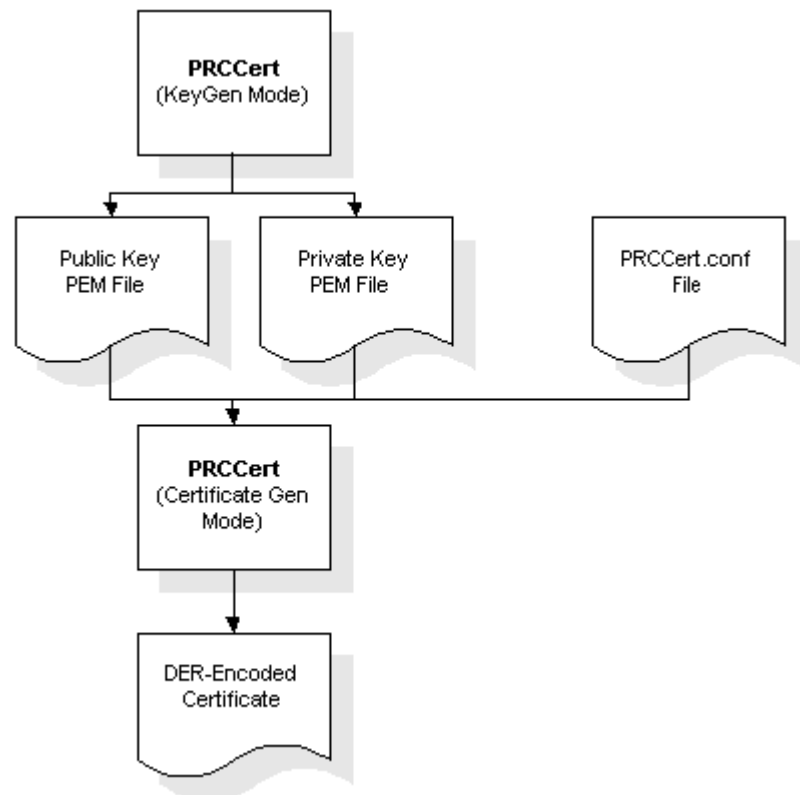 PRCCert
(KeyGen Mode)
Public Key
PEM File
Private Key
PEM File
PRCCert.conf
File
PRCCert
(Certificate Gen
Mode)
DER-Encoded
Certificate